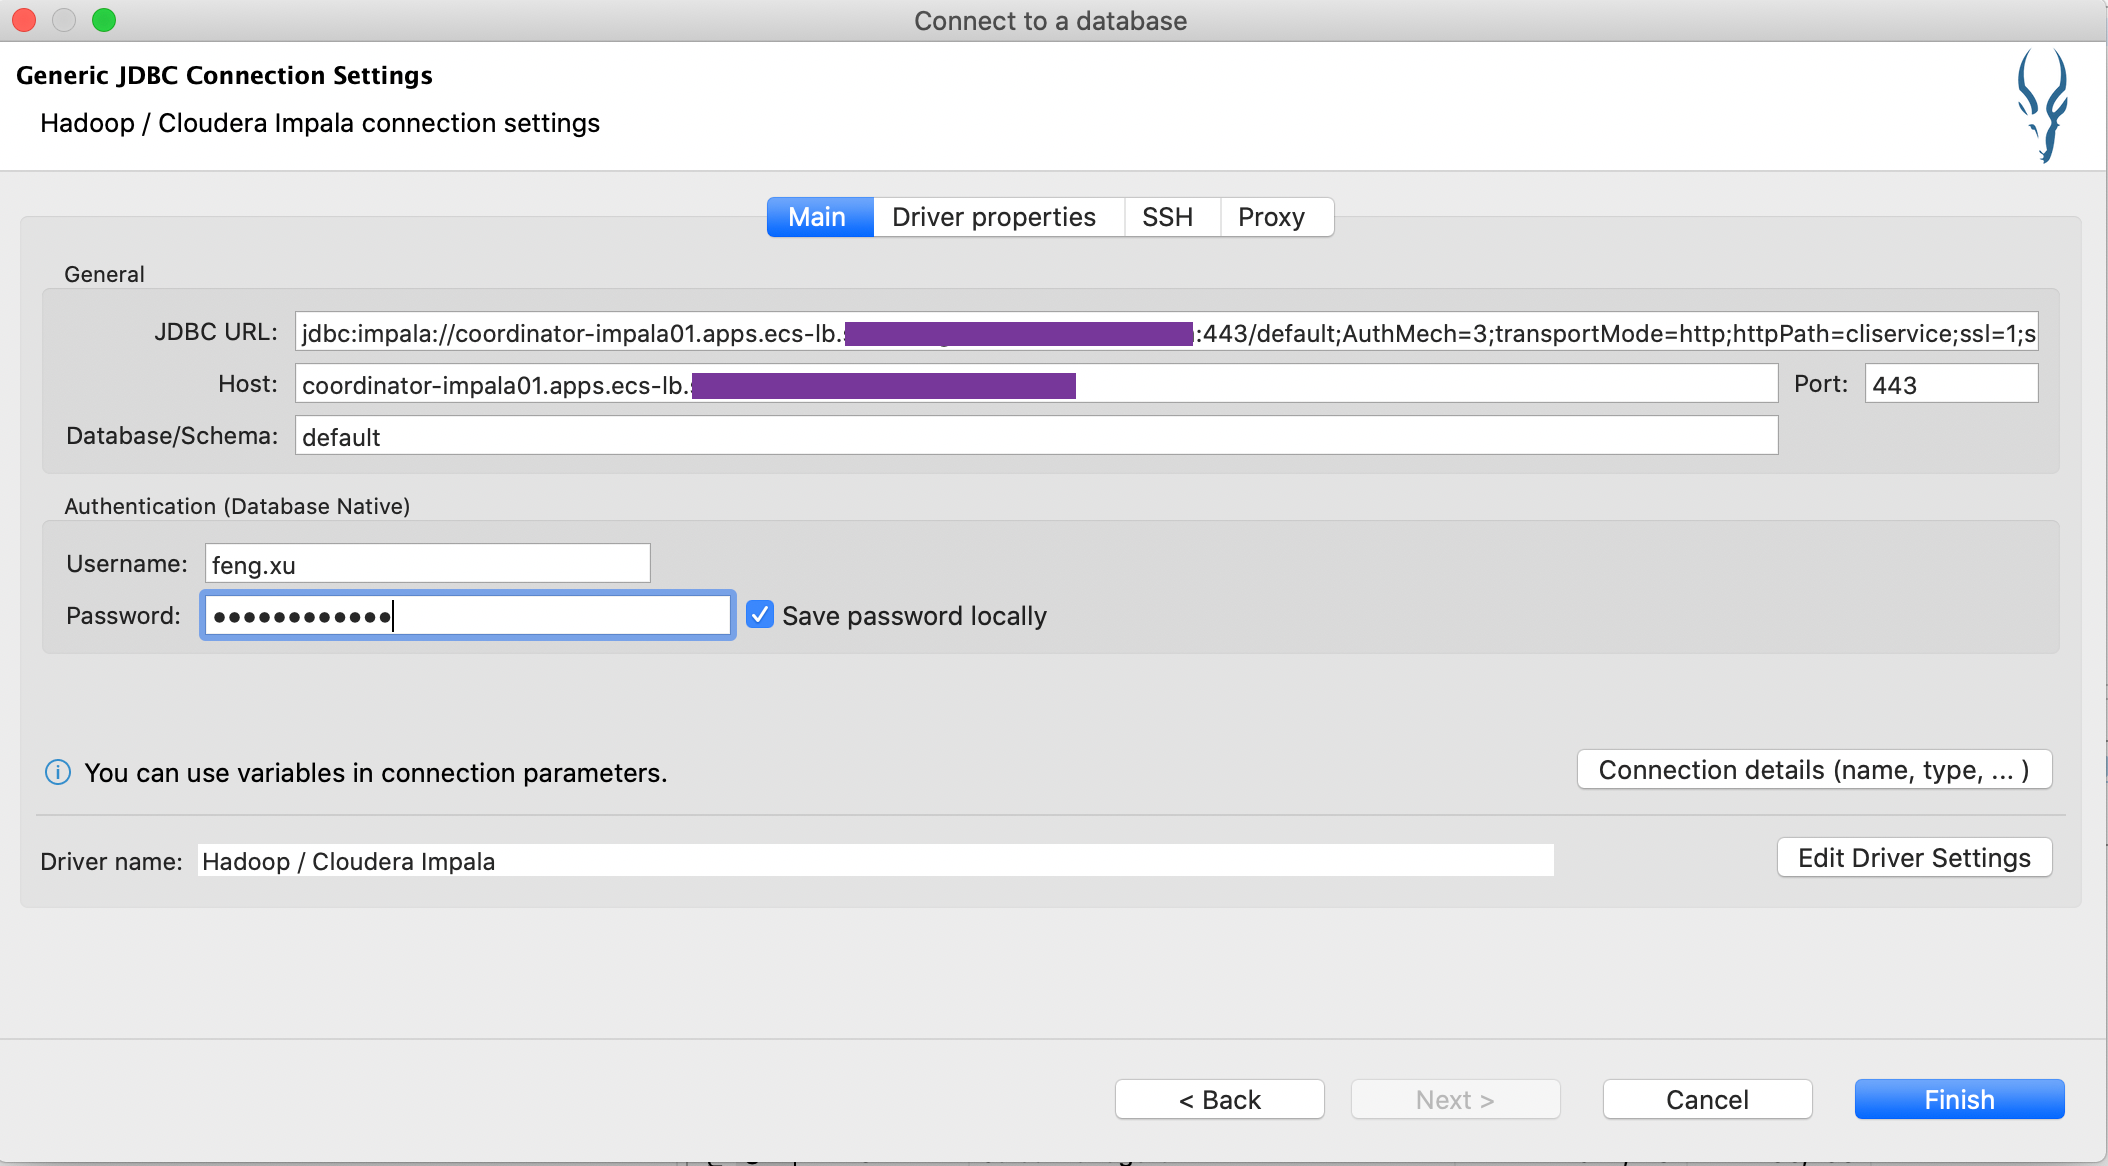 Connect to a database
Generic JDBC Connection Settings
Hadoop / Cloudera Impala connection settings
Main Driver properties SSH Proxy
General
JDBC URL: jdbc:impala://coordinator-impala01.apps.ecs-lb. :443/default;AuthMech=3;transportMode=http;httpPath=cliservice;ssl=1;s
Host: coordinator-impala01.apps.ecs-lb. Port: 443
Database/Schema: default
Authentication (Database Native)
Username: feng.xu
Password: ●●●●●●●●●●●● Save password locally
You can use variables in connection parameters. Connection details (name, type, ... )
Driver name: Hadoop / Cloudera Impala Edit Driver Settings
< Back Next > Cancel Finish